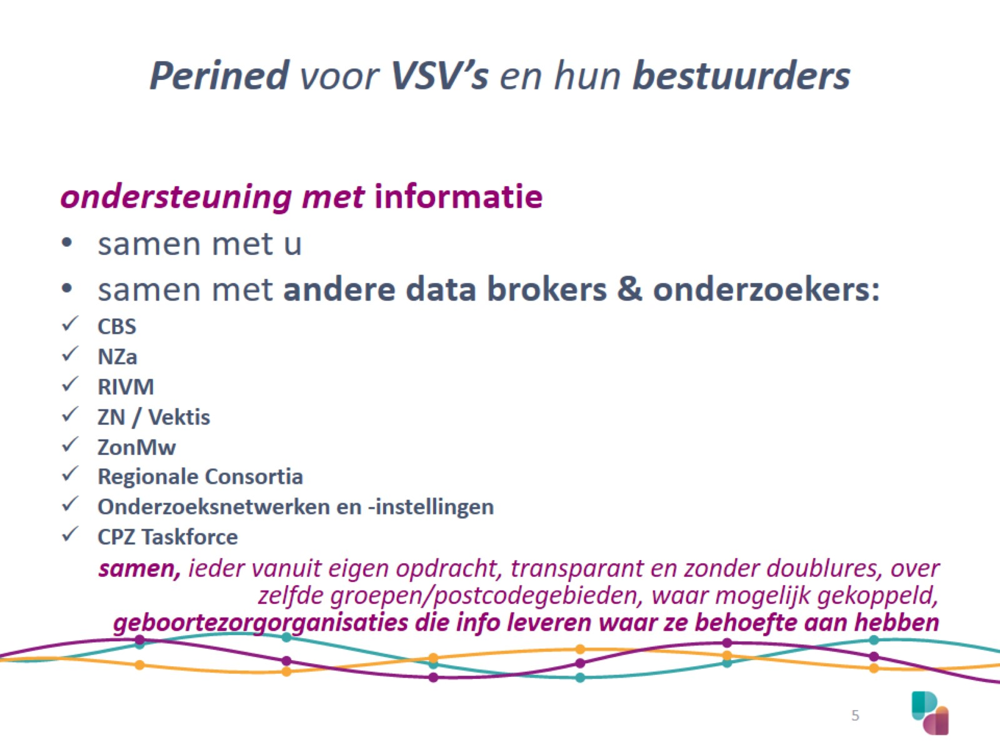 Perined voor VSV's en hun bestuurders
ondersteuning met informatie
• samen met u
• samen met andere data brokers & onderzoekers:
✓ CBS
✓ NZa
✓ RIVM
✓ ZN / Vektis
✓ ZonMw
✓ Regionale Consortia
✓ Onderzoeksnetwerken en -instellingen
✓ CPZ Taskforce
samen, ieder vanuit eigen opdracht, transparant en zonder doublures, over
zelfde groepen/postcodegebieden, waar mogelijk gekoppeld,
geboortezorgorganisaties die info leveren waar ze behoefte aan hebben
5